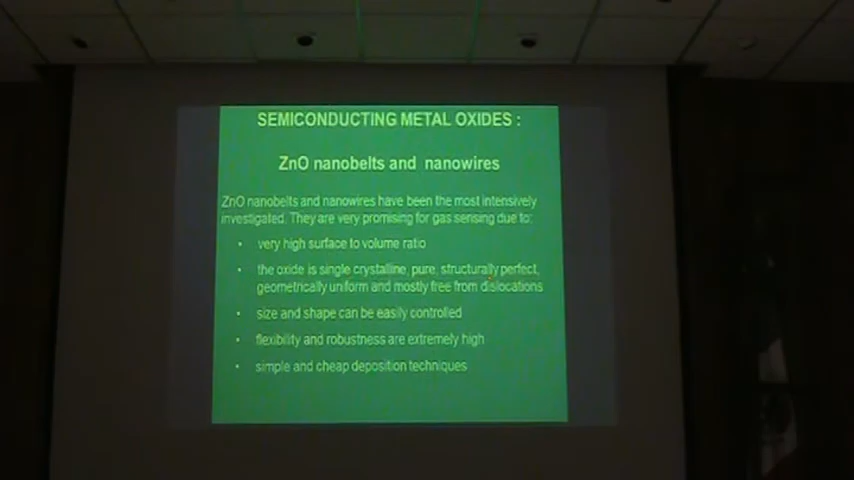 SEMICONDUCTING METAL OXIDES :
ZnO nanobelts and nanowires
ZnO nanobelts and nanowires have been the most intensively
investigated. They are very promising for gas sensing due to:
• very high surface to volume ratio
• the oxide is single crystalline, pure, structurally perfect,
geometrically uniform and mostly free from dislocations
• size and shape can be easily controlled
• flexibility and robustness are extremely high
• simple and cheap deposition techniques